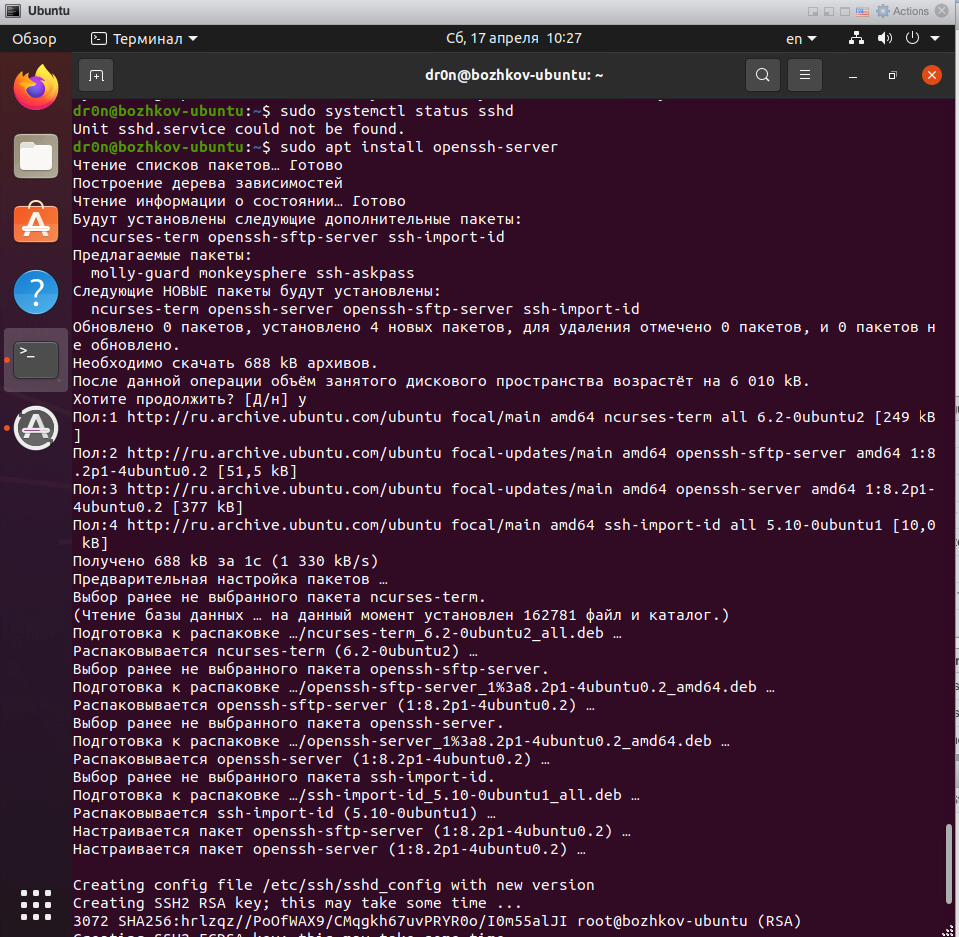 Ubuntu
Actions
Обзор
Терминал
Сб, 17 апреля 10:27
en
dr0n@bozhkov-ubuntu: ~
dr0n@bozhkov-ubuntu:~$ sudo systemctl status sshd
Unit sshd.service could not be found.
dr0n@bozhkov-ubuntu:~$ sudo apt install openssh-server
Чтение списков пакетов… Готово
Построение дерева зависимостей
Чтение информации о состоянии… Готово
Будут установлены следующие дополнительные пакеты:
  ncurses-term openssh-sftp-server ssh-import-id
Предлагаемые пакеты:
  molly-guard monkeysphere ssh-askpass
Следующие НОВЫЕ пакеты будут установлены:
  ncurses-term openssh-server openssh-sftp-server ssh-import-id
Обновлено 0 пакетов, установлено 4 новых пакетов, для удаления отмечено 0 пакетов, и 0 пакетов н
е обновлено.
Необходимо скачать 688 kB архивов.
После данной операции объём занятого дискового пространства возрастёт на 6 010 kB.
Хотите продолжить? [Д/н] y
Пол:1 http://ru.archive.ubuntu.com/ubuntu focal/main amd64 ncurses-term all 6.2-0ubuntu2 [249 kB
]
Пол:2 http://ru.archive.ubuntu.com/ubuntu focal-updates/main amd64 openssh-sftp-server amd64 1:8
.2p1-4ubuntu0.2 [51,5 kB]
Пол:3 http://ru.archive.ubuntu.com/ubuntu focal-updates/main amd64 openssh-server amd64 1:8.2p1-
4ubuntu0.2 [377 kB]
Пол:4 http://ru.archive.ubuntu.com/ubuntu focal/main amd64 ssh-import-id all 5.10-0ubuntu1 [10,0
 kB]
Получено 688 kB за 1с (1 330 kB/s)
Предварительная настройка пакетов …
Выбор ранее не выбранного пакета ncurses-term.
(Чтение базы данных … на данный момент установлен 162781 файл и каталог.)
Подготовка к распаковке …/ncurses-term_6.2-0ubuntu2_all.deb …
Распаковывается ncurses-term (6.2-0ubuntu2) …
Выбор ранее не выбранного пакета openssh-sftp-server.
Подготовка к распаковке …/openssh-sftp-server_1%3a8.2p1-4ubuntu0.2_amd64.deb …
Распаковывается openssh-sftp-server (1:8.2p1-4ubuntu0.2) …
Выбор ранее не выбранного пакета openssh-server.
Подготовка к распаковке …/openssh-server_1%3a8.2p1-4ubuntu0.2_amd64.deb …
Распаковывается openssh-server (1:8.2p1-4ubuntu0.2) …
Выбор ранее не выбранного пакета ssh-import-id.
Подготовка к распаковке …/ssh-import-id_5.10-0ubuntu1_all.deb …
Распаковывается ssh-import-id (5.10-0ubuntu1) …
Настраивается пакет openssh-sftp-server (1:8.2p1-4ubuntu0.2) …
Настраивается пакет openssh-server (1:8.2p1-4ubuntu0.2) …
Creating config file /etc/ssh/sshd_config with new version
Creating SSH2 RSA key; this may take some time ...
3072 SHA256:hrlzqz//PoOfWAX9/CMqgkh67uvPRYR0o/I0m55alJI root@bozhkov-ubuntu (RSA)